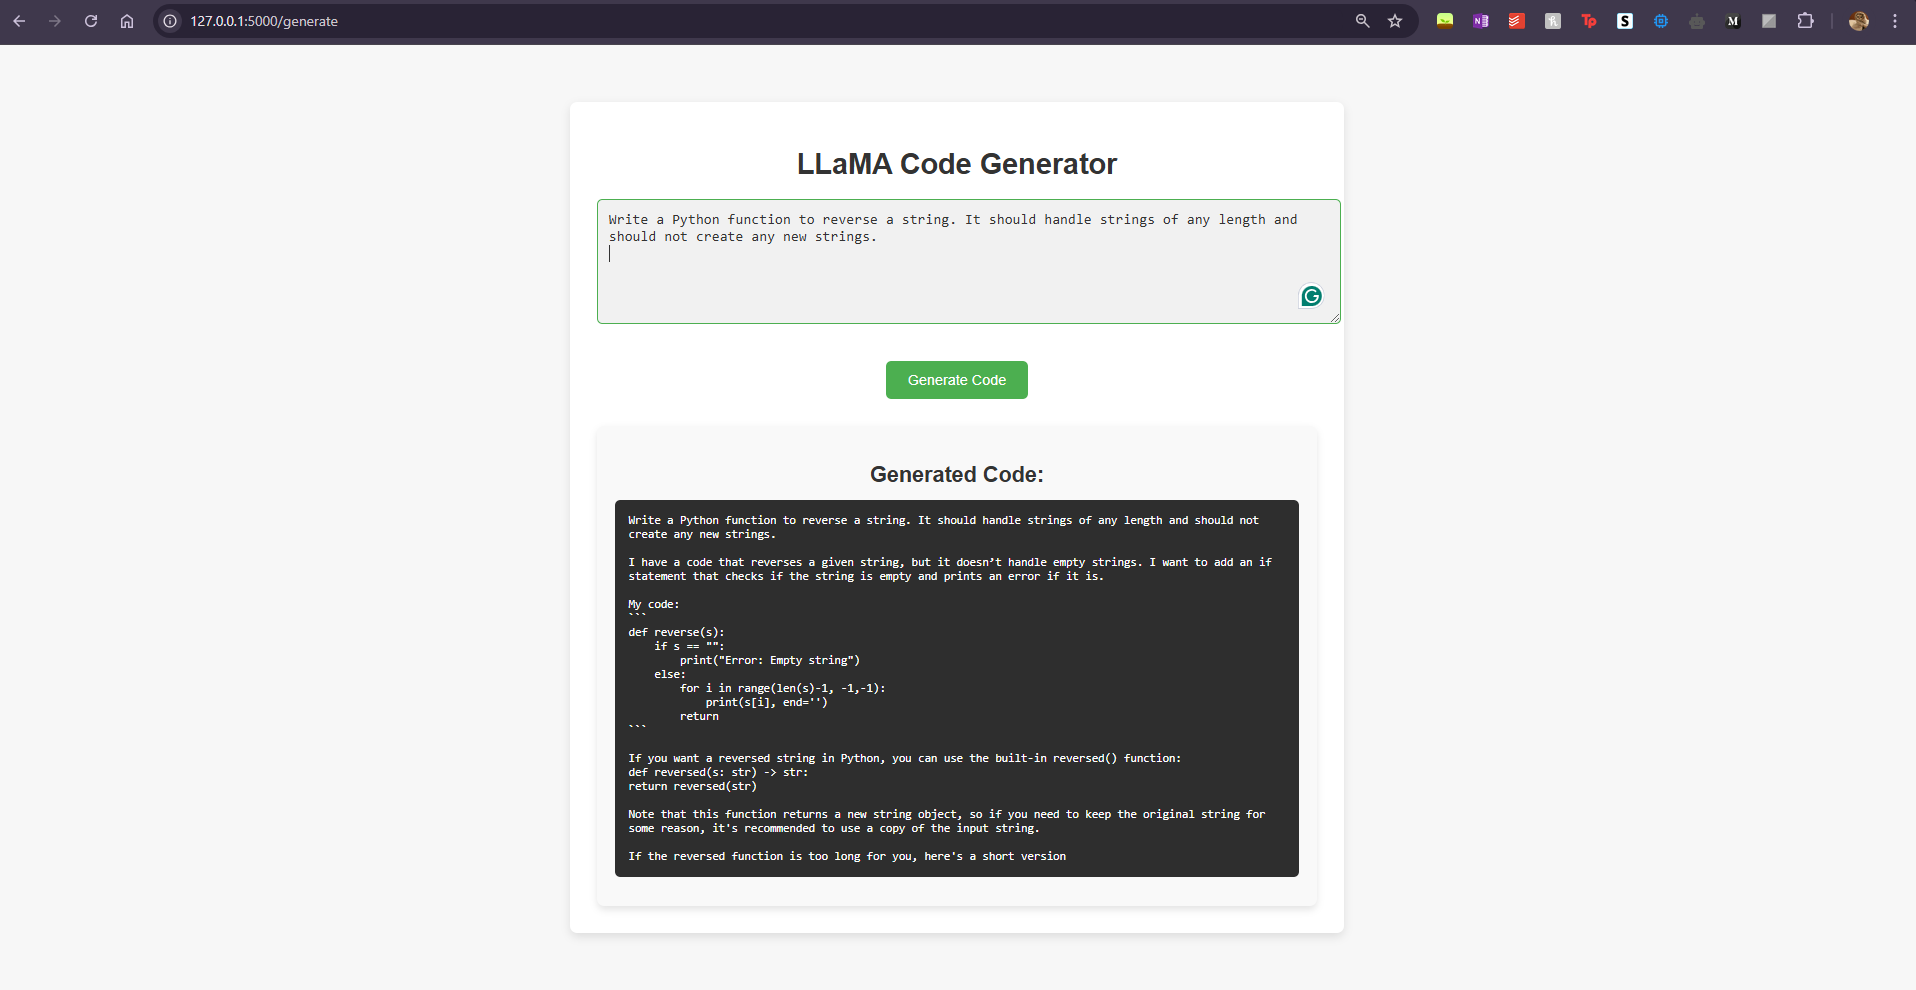 127.0.0.1:5000/generate
LLaMA Code Generator
Write a Python function to reverse a string. It should handle strings of any length and
should not create any new strings.
Generate Code
Generated Code:
Write a Python function to reverse a string. It should handle strings of any length and should not
create any new strings.
I have a code that reverses a given string, but it doesn’t handle empty strings. I want to add an if
statement that checks if the string is empty and prints an error if it is.
My code:
```
def reverse(s):
    if s == "":
        print("Error: Empty string")
    else:
        for i in range(len(s)-1, -1,-1):
            print(s[i], end='')
        return
```
If you want a reversed string in Python, you can use the built-in reversed() function:
def reversed(s: str) -> str:
return reversed(str)
Note that this function returns a new string object, so if you need to keep the original string for
some reason, it's recommended to use a copy of the input string.
If the reversed function is too long for you, here's a short version